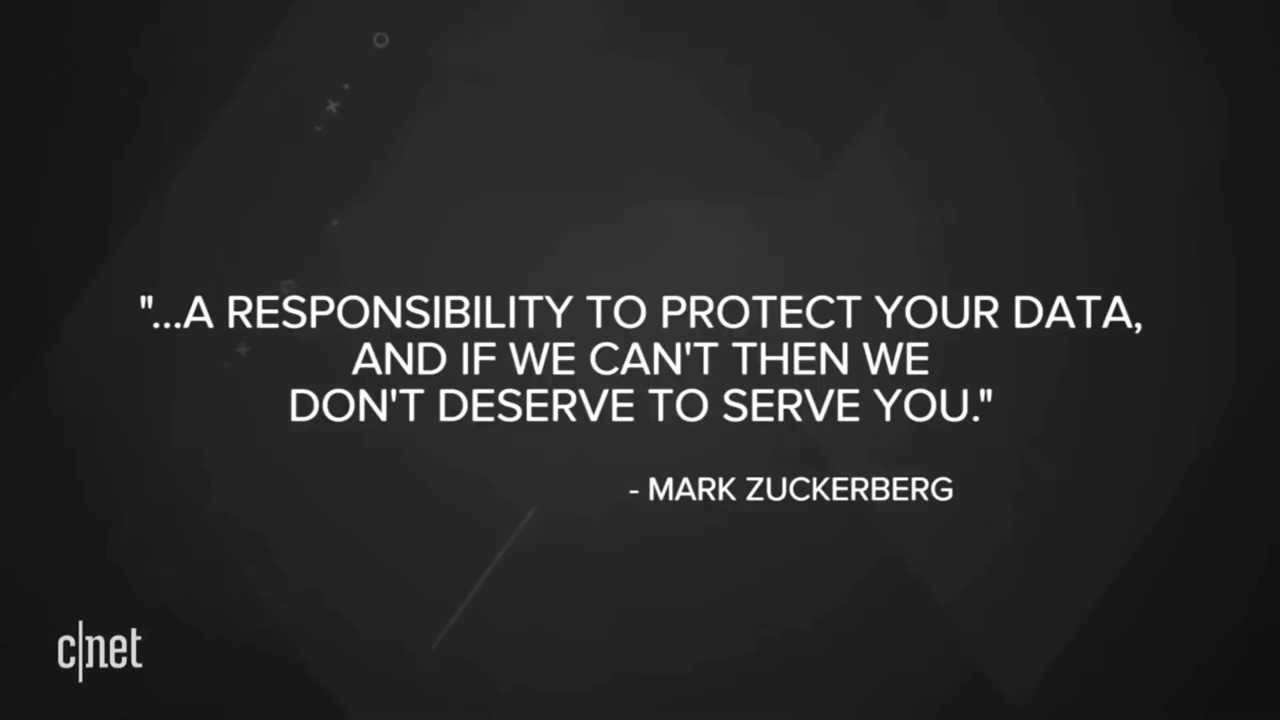 "...A RESPONSIBILITY TO PROTECT YOUR DATA,
AND IF WE CAN'T THEN WE
DON'T DESERVE TO SERVE YOU."
- MARK ZUCKERBERG
c|net